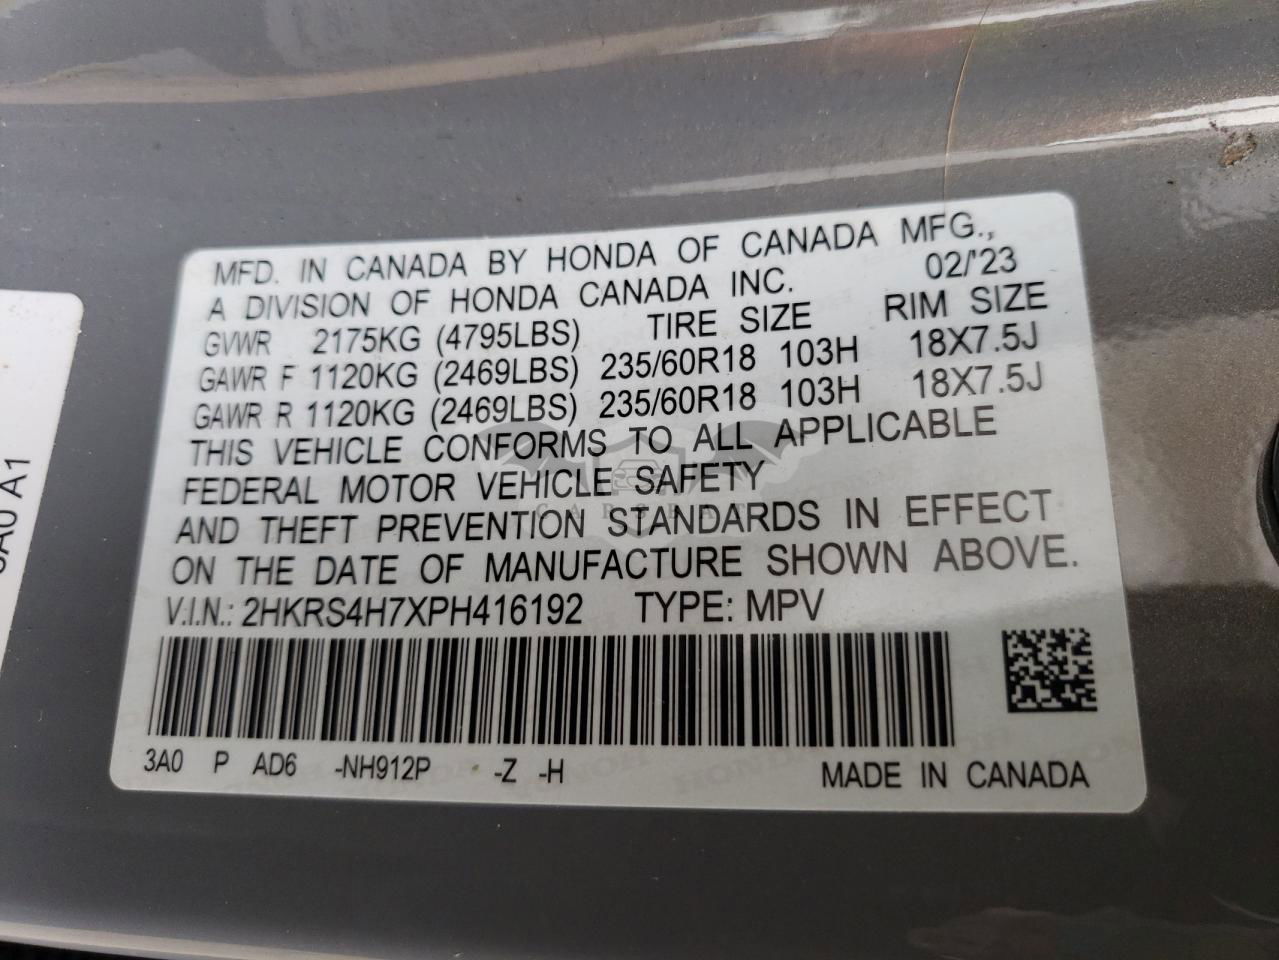 MFD. IN CANADA BY HONDA OF CANADA MFG.,
A DIVISION OF HONDA CANADA INC. 02/'23
GVWR 2175KG (4795LBS) TIRE SIZE RIM SIZE
GAWR F 1120KG (2469LBS) 235/60R18 103H 18X7.5J
GAWR R 1120KG (2469LBS) 235/60R18 103H 18X7.5J
THIS VEHICLE CONFORMS TO ALL APPLICABLE
FEDERAL MOTOR VEHICLE SAFETY
AND THEFT PREVENTION STANDARDS IN EFFECT
ON THE DATE OF MANUFACTURE SHOWN ABOVE.
V.I.N.: 2HKRS4H7XPH416192 TYPE: MPV
3A0 P AD6 -NH912P -Z -H MADE IN CANADA
A1
CARSBAT